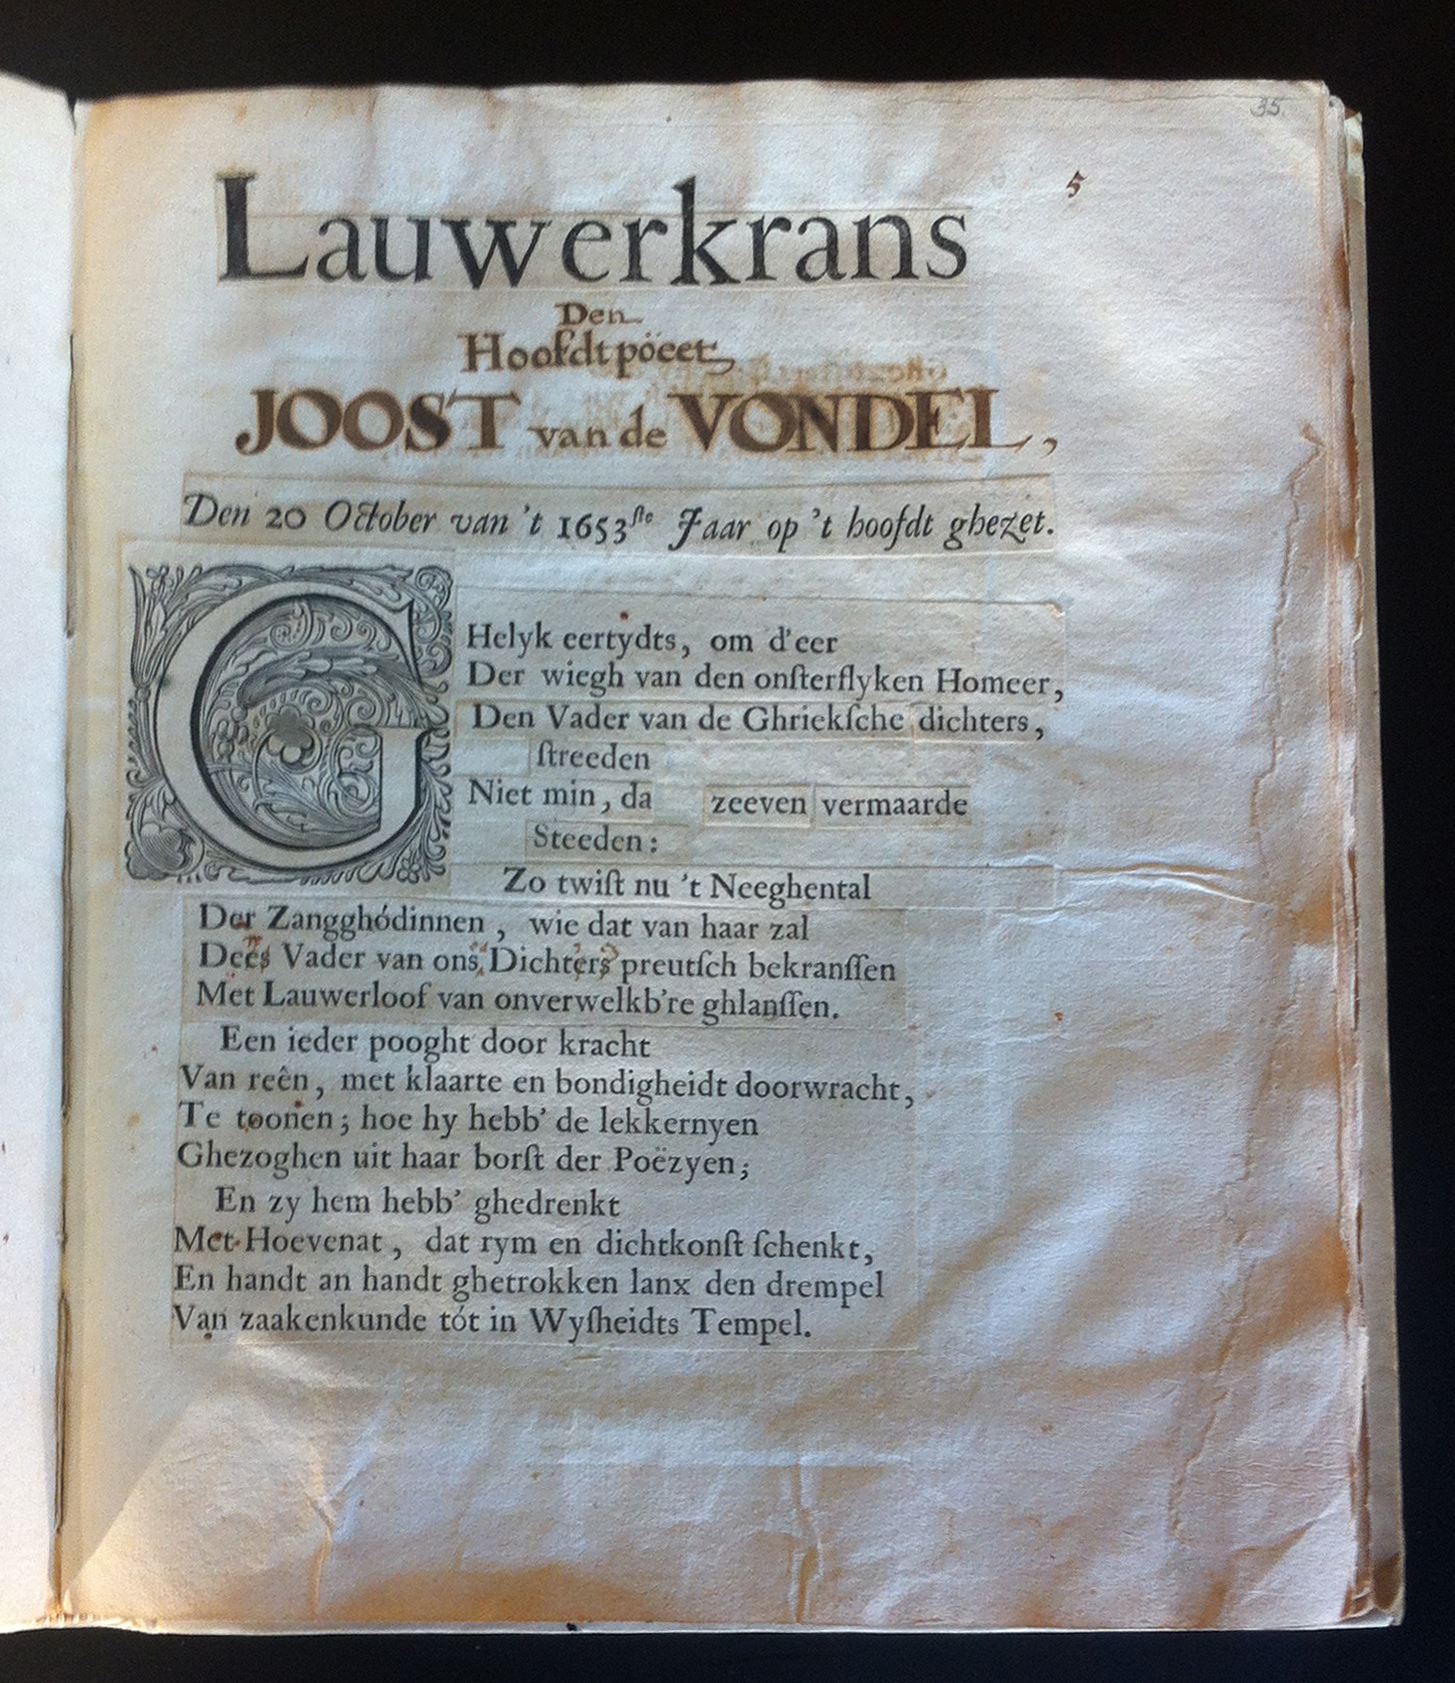 35
5
Lauwerkrans
Den
Hoofdtpöeet
JOOST van de VONDEL,
Den 20 October van 't 1653ſte Jaar op 't hoofdt ghezet.
GHelyk eertydts, om d'eer
Der wiegh van den onſterflyken Homeer,
Den Vader van de Ghriekſche dichters,
ſtreeden
Niet min, da zeeven vermaarde
Steeden:
Zo twiſt nu 't Neeghental
Der Zangghódinnen, wie dat van haar zal
Dees Vader van ons Dichters preutſch bekranſſen
Met Lauwerloof van onverwelkb're ghlanſſen.
Een ieder pooght door kracht
Van reên, met klaarte en bondigheidt doorwracht,
Te toonen; hoe hy hebb' de lekkernyen
Ghezoghen uit haar borſt der Poëzyen;
En zy hem hebb' ghedrenkt
Met Hoevenat, dat rym en dichtkonſt ſchenkt,
En handt an handt ghetrokken lanx den drempel
Van zaakenkunde tót in Wyſheidts Tempel.